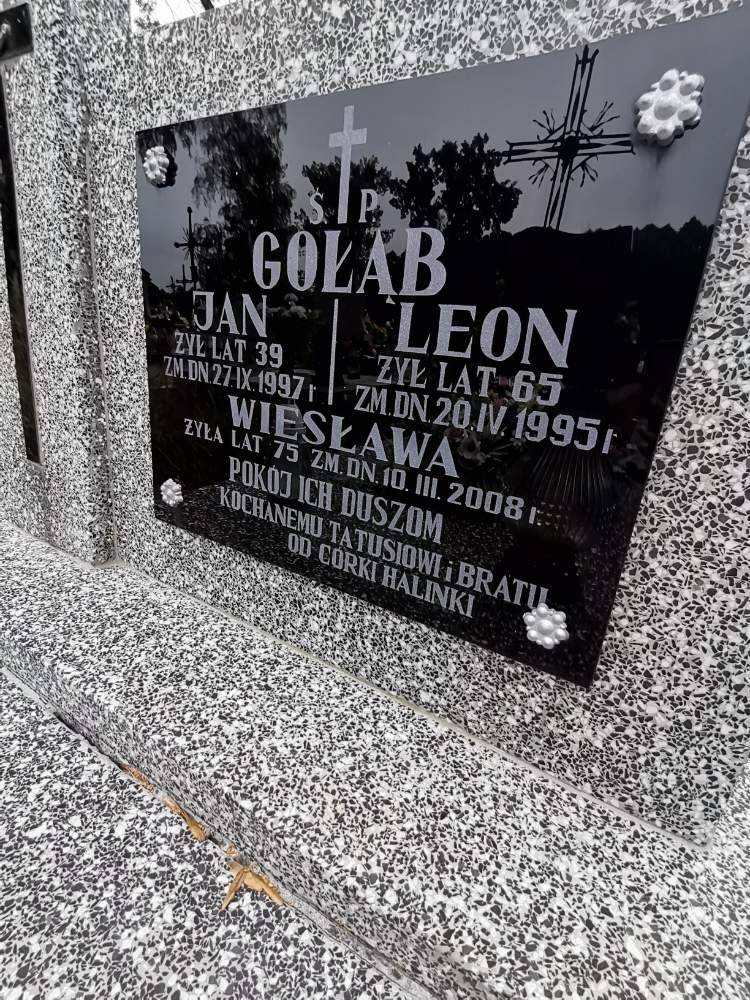 Ś P
GOŁĄB
JAN
ŻYŁ LAT 39
ZM.DN.27 IX 1997 r
LEON
ŻYŁ LAT 65
ZM.DN.20.IV.1995 r
WIESŁAWA
ŻYŁA LAT 75 ZM.DN.10.III.2008 r.
POKÓJ ICH DUSZOM
KOCHANEMU TATUSIOWI i BRATU
OD CÓRKI HALINKI